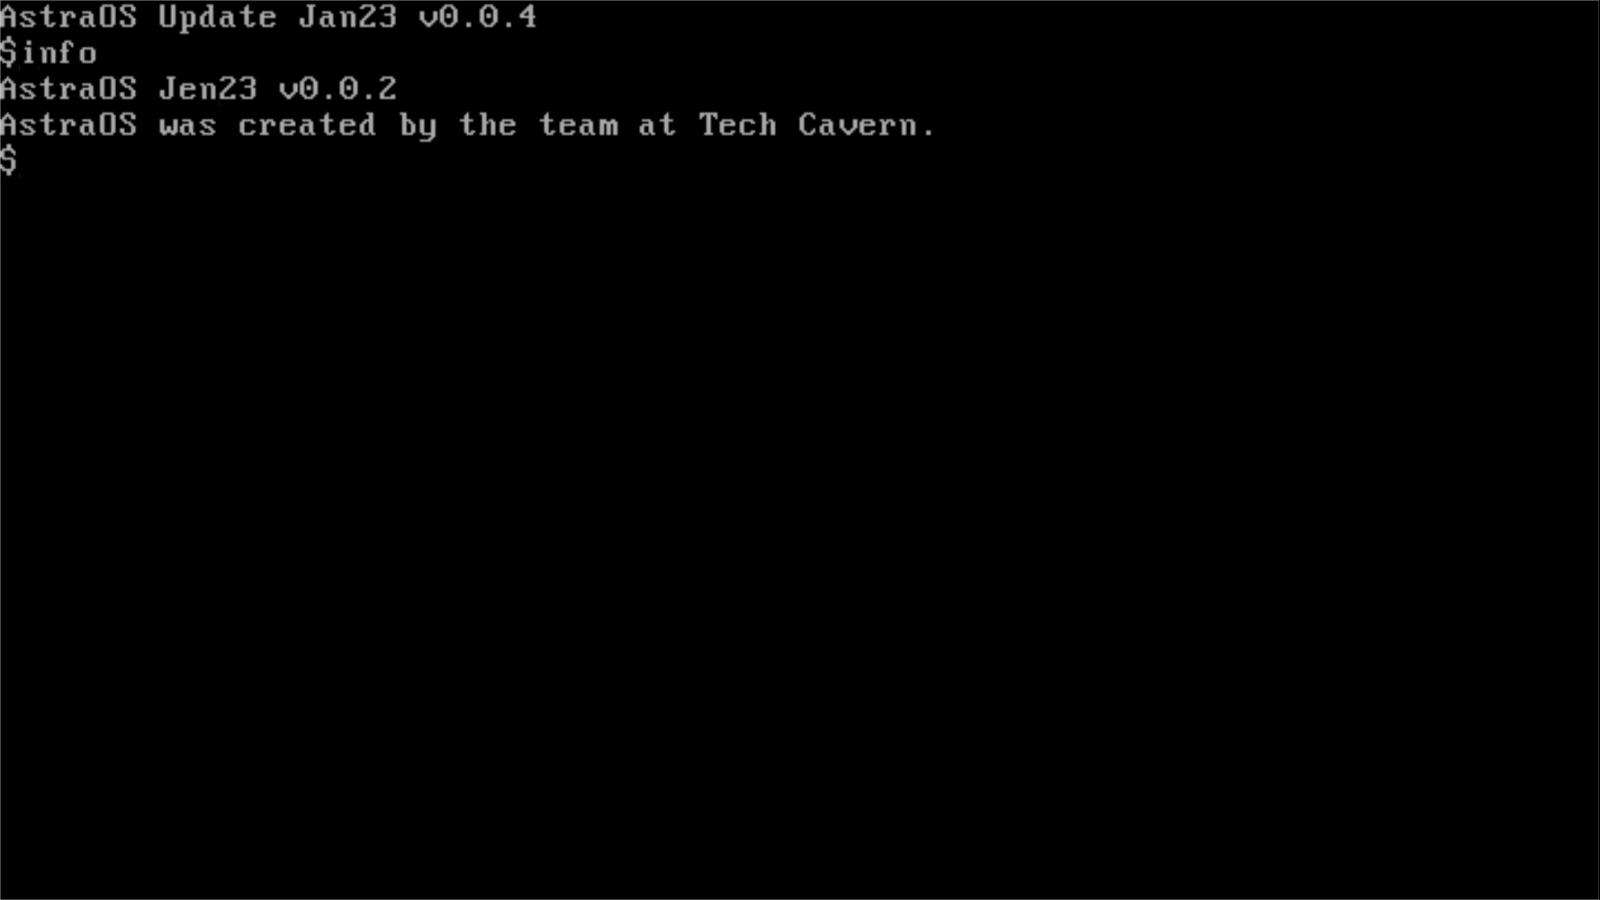 AstraOS Update Jan23 v0.0.4
$info
AstraOS Jen23 v0.0.2
AstraOS was created by the team at Tech Cavern.
$